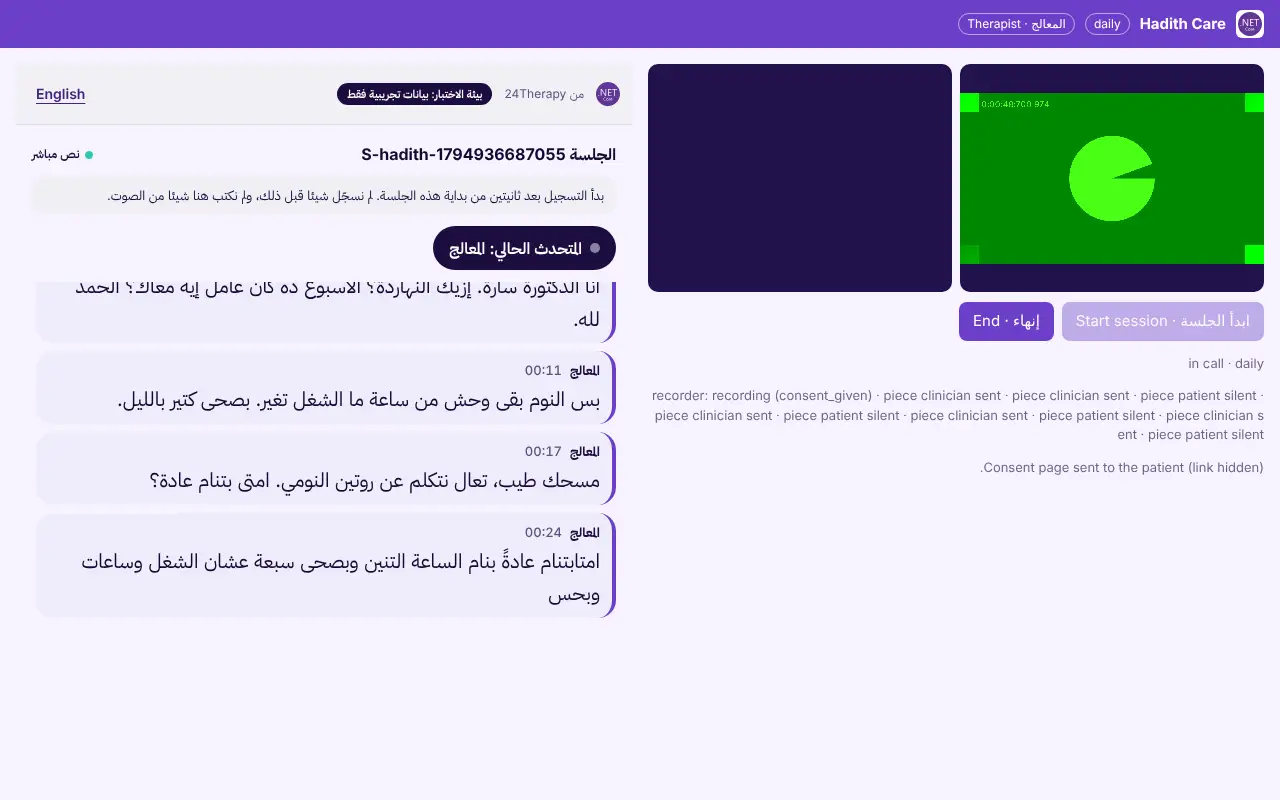 .NET
Hadith Care
daily
المعالج · Therapist
.NET
من 24Therapy
بيئة الاختبار: بيانات تجريبية فقط
English
الجلسة S-hadith-1794936687055
نص مباشر
بدأ التسجيل بعد ثانيتين من بداية هذه الجلسة. لم نسجّل شيئا قبل ذلك، ولم نكتب هنا شيئا من الصوت.
المتحدث الحالي: المعالج
أنا الدكتورة سارة. إزيك النهاردة؟ الأسبوع ده كان عامل إيه معاك؟ الحمد
لله.
المعالج 00:11
بس النوم بقى وحش من ساعة ما الشغل تغير. بصحى كتير بالليل.
المعالج 00:17
مسحك طيب، تعال نتكلم عن روتين النومي. امتى بتنام عادة؟
المعالج 00:24
امتابتنام عادةً بنام الساعة التنين وبصحى سبعة عشان الشغل وساعات
وبحس
0:00:48:700 974
ابدأ الجلسة · Start session
إنهاء · End
in call · daily
recorder: recording (consent_given) · piece clinician sent · piece clinician sent · piece patient silent ·
piece clinician sent · piece patient silent · piece clinician sent · piece patient silent · piece clinician s
ent · piece patient silent
Consent page sent to the patient (link hidden).